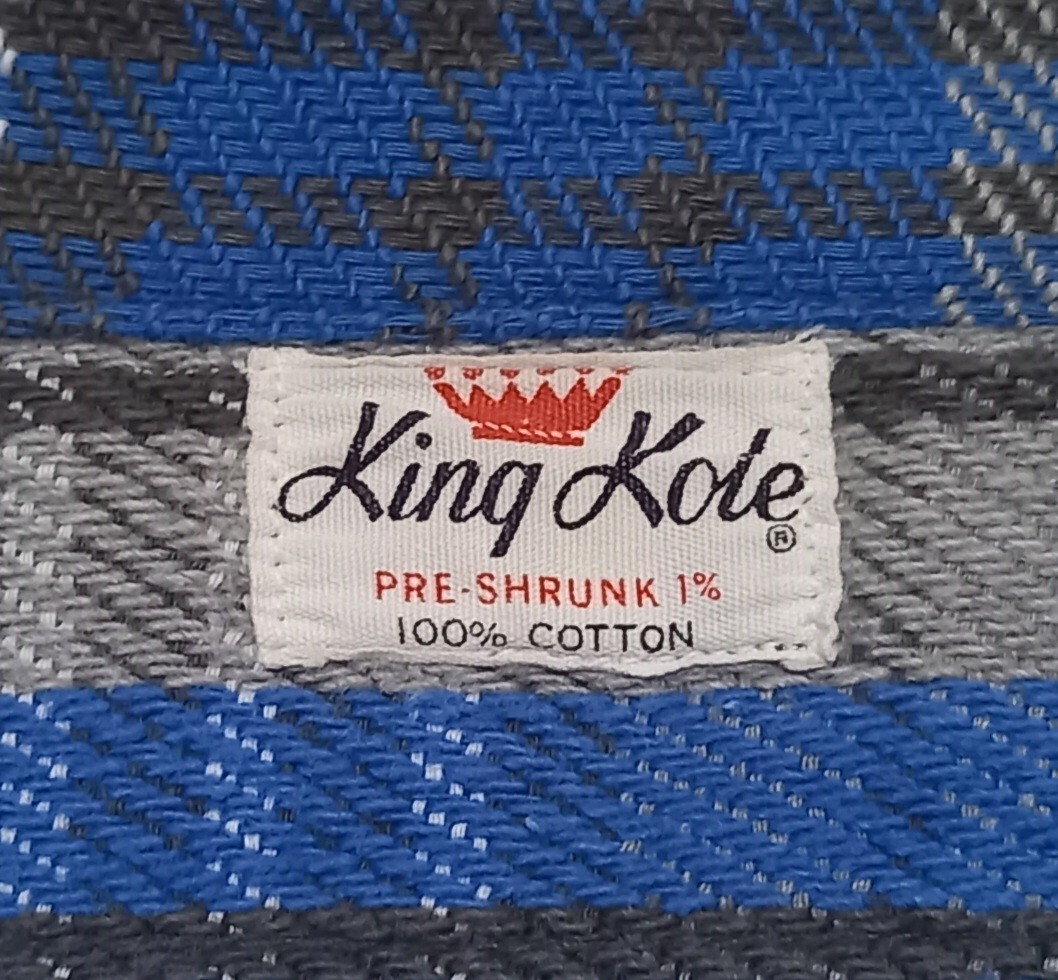 King Kole
®
PRE-SHRUNK 1%
100% COTTON